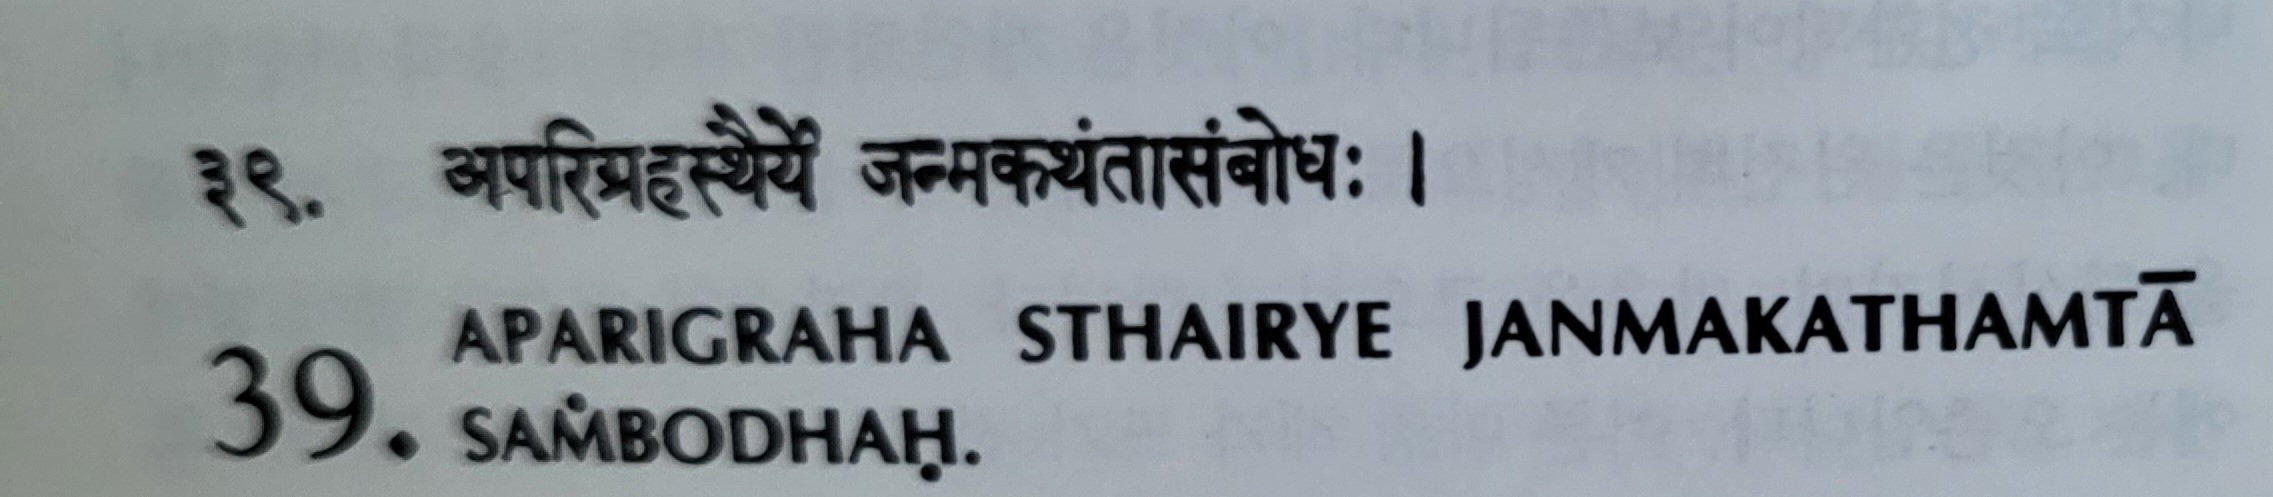 ३९. अपरिग्रहस्थैर्ये जन्मकथंतासंबोधः ।
39. APARIGRAHA STHAIRYE JANMAKATHAMTĀ
SAṀBODHAḤ.